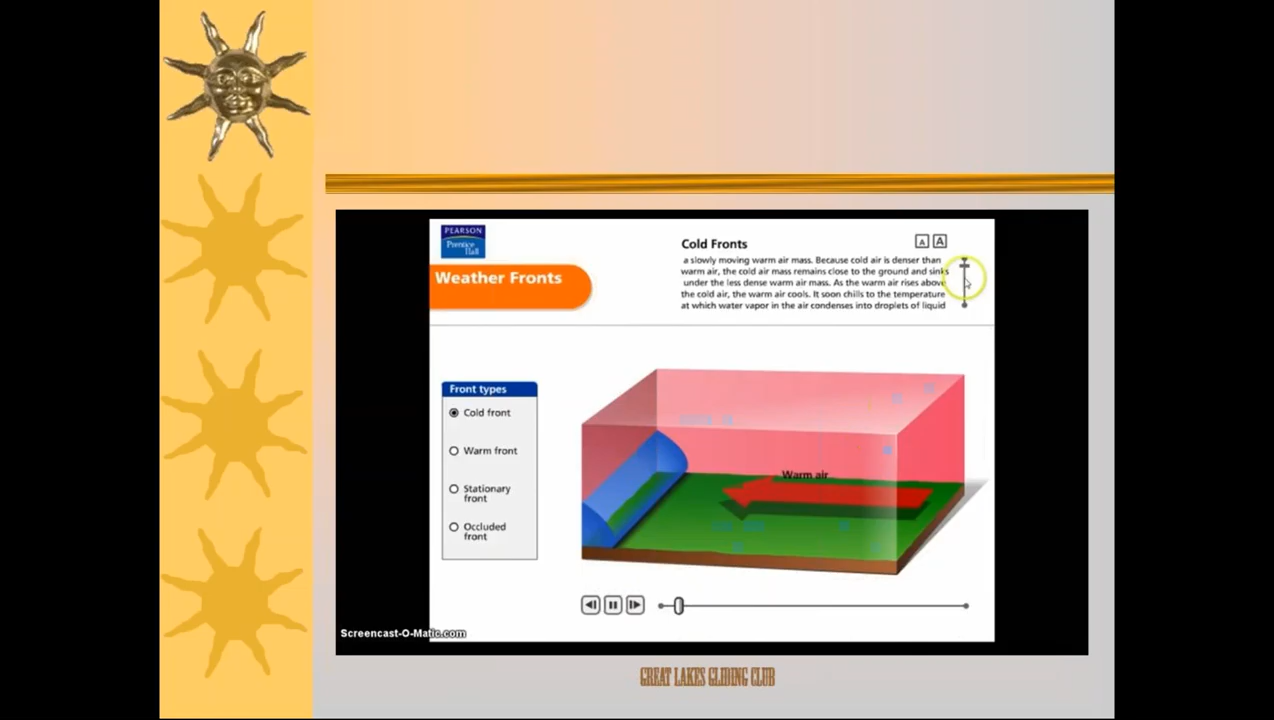 PEARSON
Prentice
Hall
Weather Fronts
Cold Fronts
A A
a slowly moving warm air mass. Because cold air is denser than
warm air, the cold air mass remains close to the ground and sinks
under the less dense warm air mass. As the warm air rises above
the cold air, the warm air cools. It soon chills to the temperature
at which water vapor in the air condenses into droplets of liquid
Front types
Cold front
Warm front
Stationary
front
Occluded
front
Warm air
Screencast-O-Matic.com
GREAT LAKES GLIDING CLUB